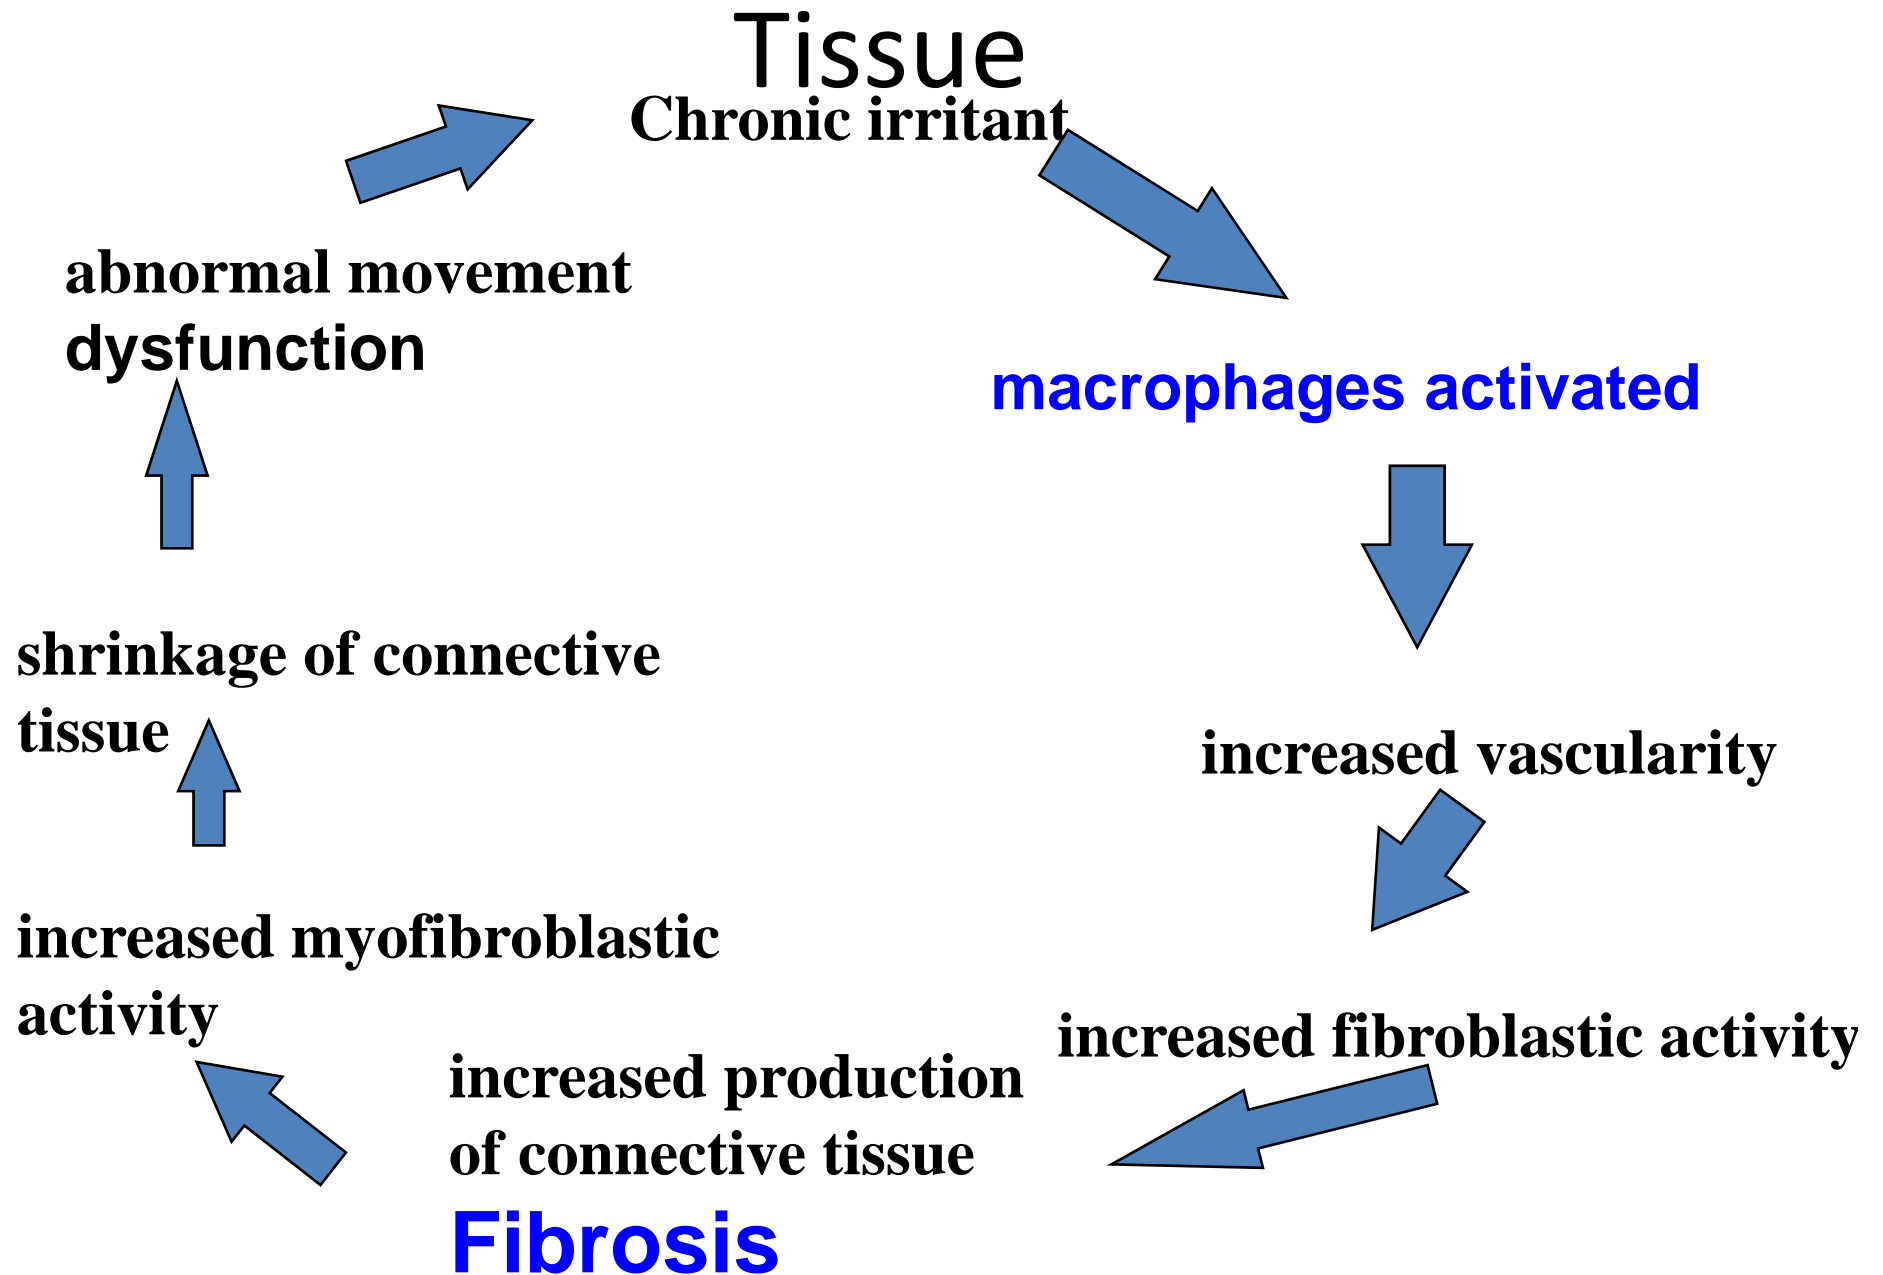 Tissue
Chronic irritant
macrophages activated
increased vascularity
increased fibroblastic activity
increased production
of connective tissue
Fibrosis
increased myofibroblastic
activity
shrinkage of connective
tissue
abnormal movement
dysfunction